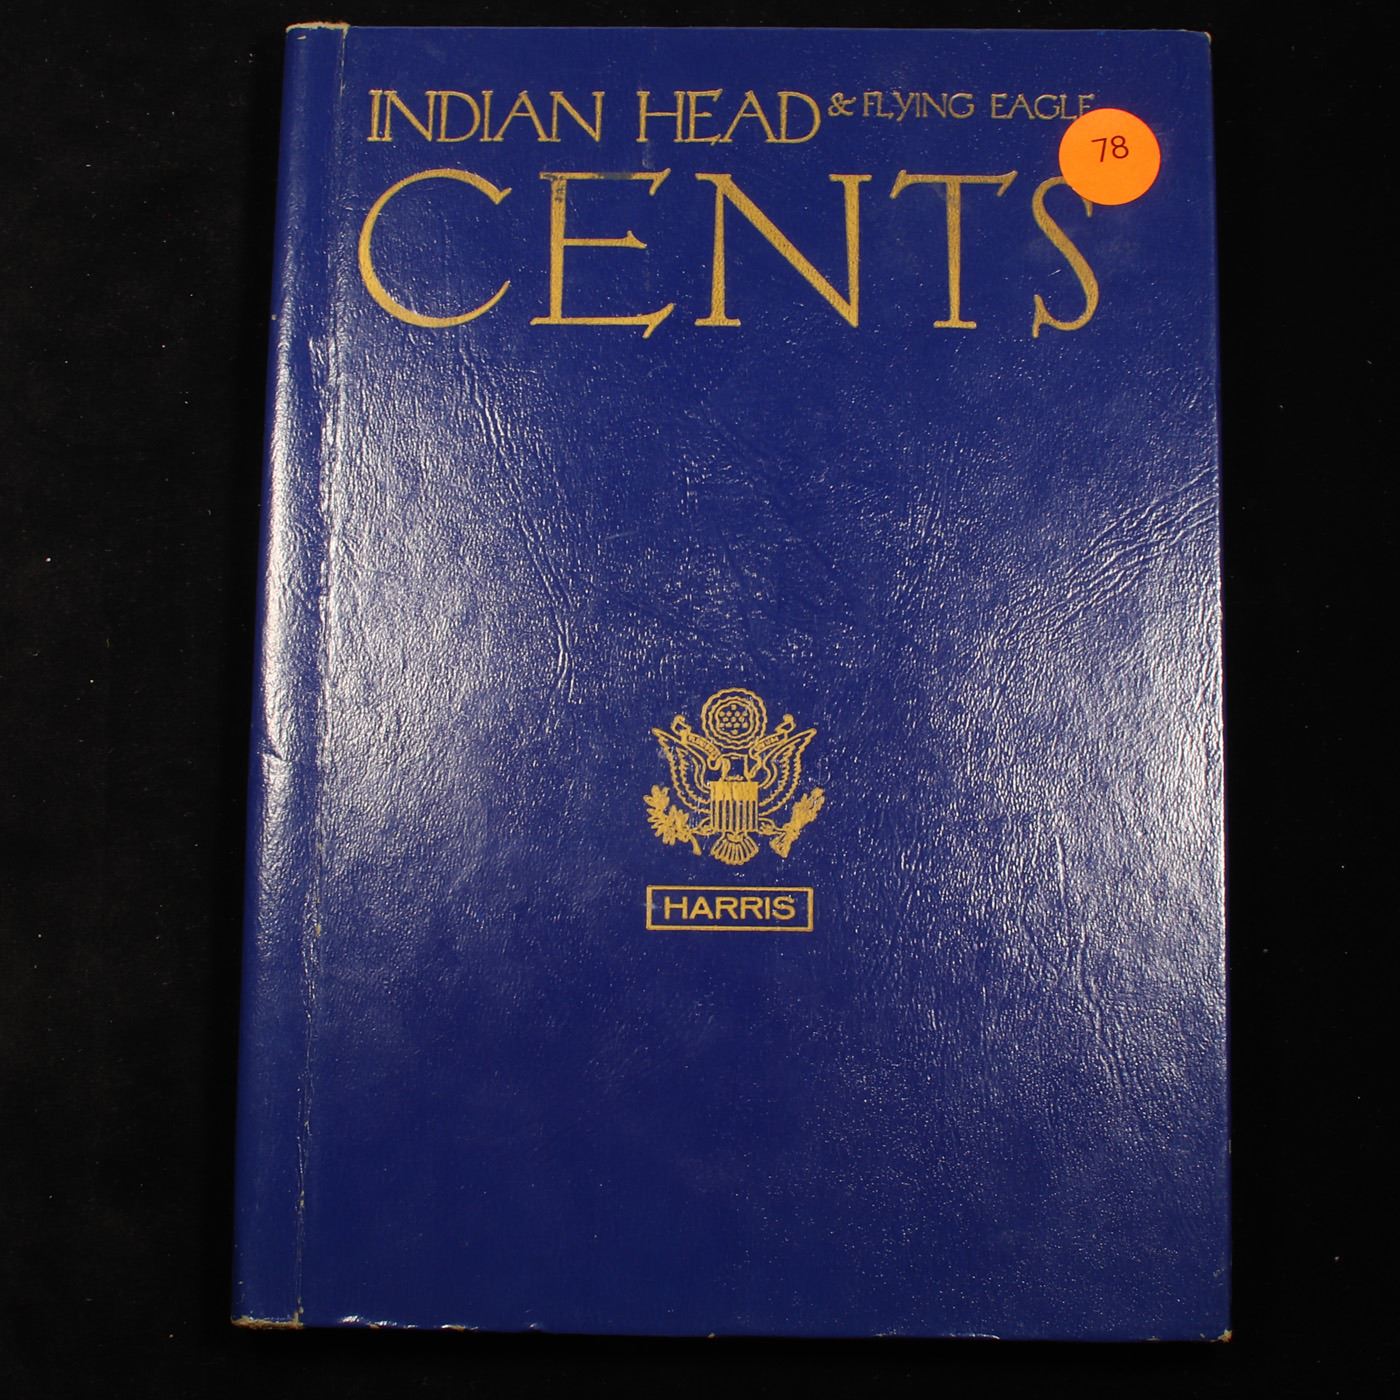 INDIAN HEAD & FLYING EAGLE
78
CENTS
HARRIS